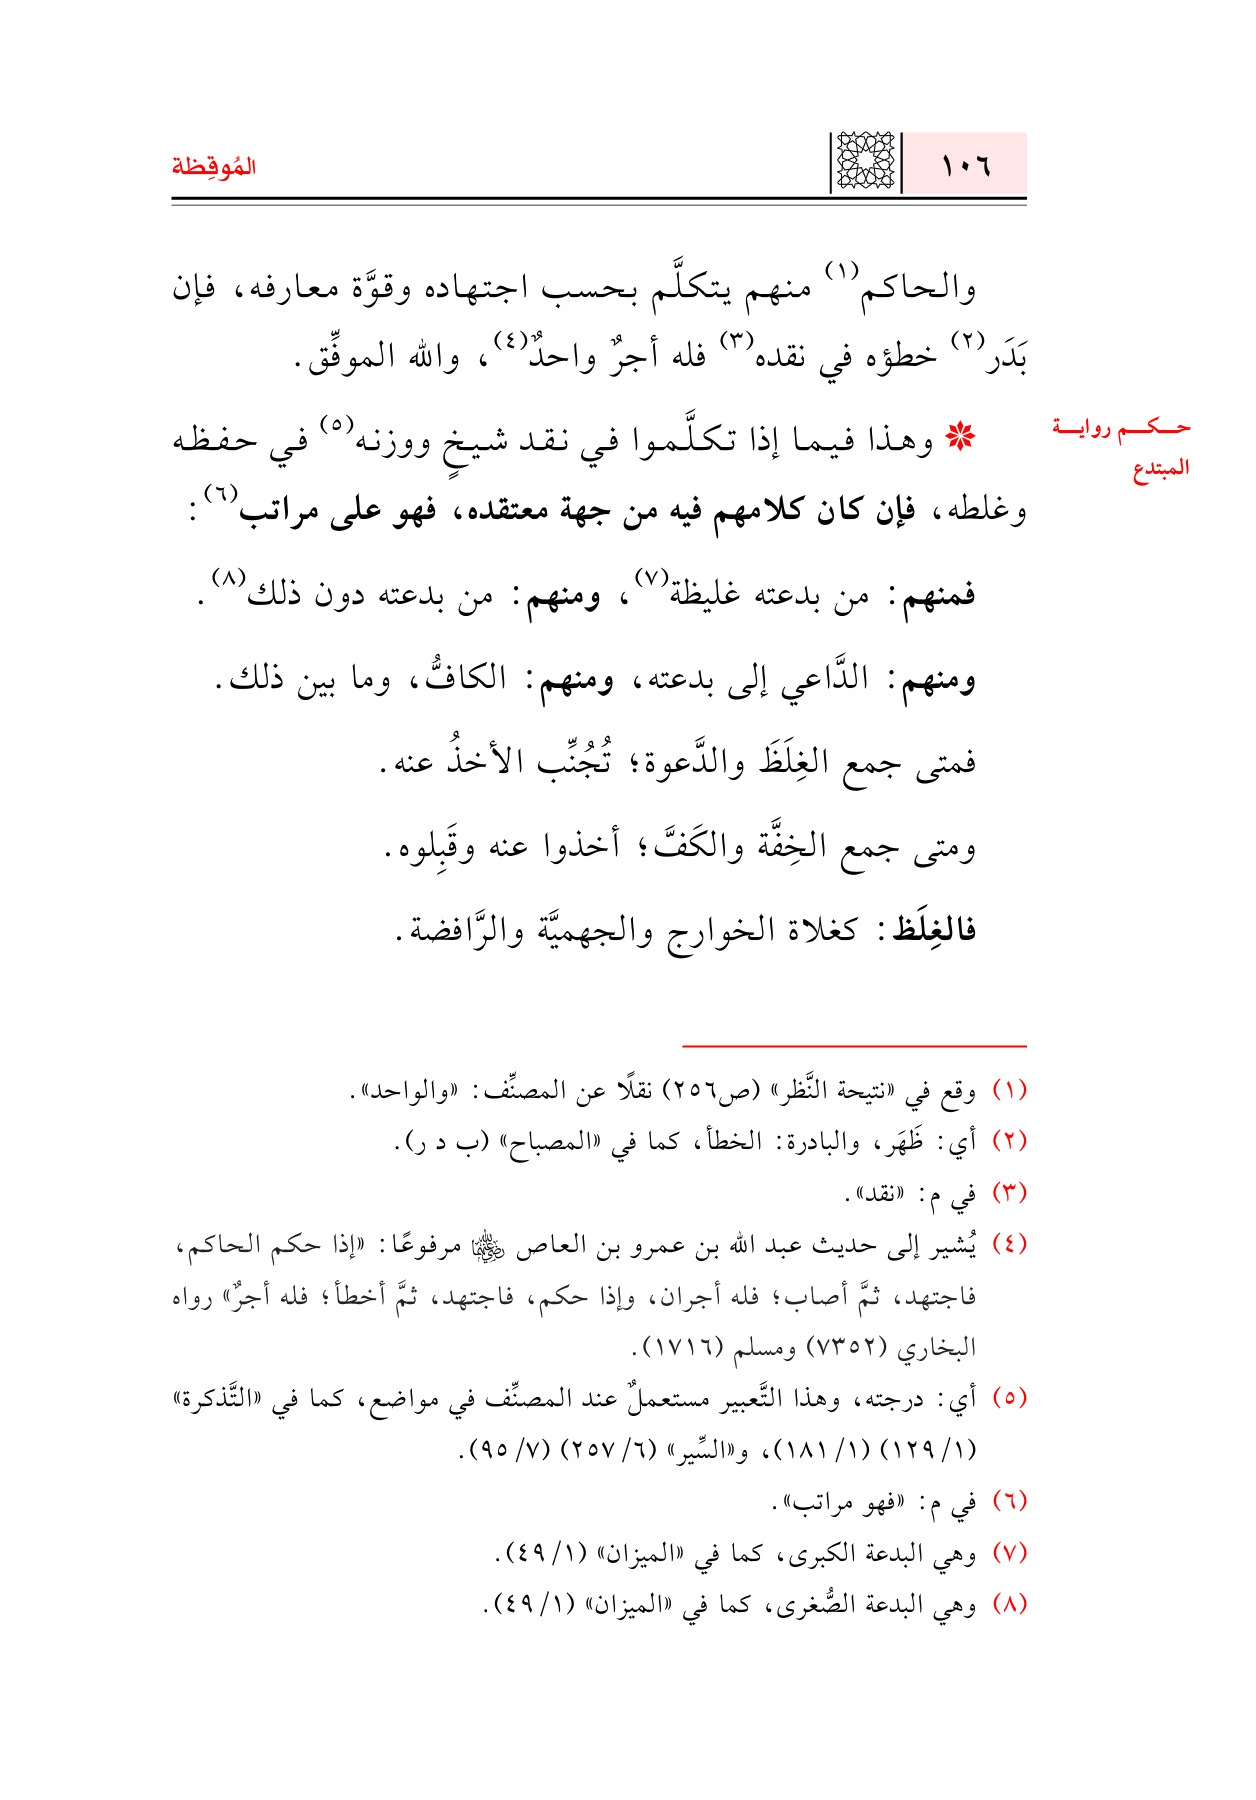 ١٠٦
المُوقِظة
والحاكم(١) منهم يتكلَّم بحسب اجتهاده وقوَّة معارفه، فإن
بَدَر(٢) خطؤه في نقده(٣) فله أجرٌ واحدٌ(٤)، والله الموفِّق.
حكم رواية
المبتدع
وهذا فيما إذا تكلَّموا في نقد شيخٍ ووزنه(٥) في حفظه
وغلطه، فإن كان كلامهم فيه من جهة معتقده، فهو على مراتب(٦):
فمنهم: من بدعته غليظة(٧)، ومنهم: من بدعته دون ذلك(٨).
ومنهم: الدَّاعي إلى بدعته، ومنهم: الكافُّ، وما بين ذلك.
فمتى جمع الغِلَظَ والدَّعوة؛ تُجُنِّب الأخذُ عنه.
ومتى جمع الخِفَّة والكَفَّ؛ أخذوا عنه وقَبِلوه.
فالغِلَظ: كغلاة الخوارج والجهميَّة والرَّافضة.
(١) وقع في «نتيحة النَّظر» (ص٢٥٦) نقلًا عن المصنِّف: «والواحد».
(٢) أي: ظَهَر، والبادرة: الخطأ، كما في «المصباح» (ب د ر).
(٣) في م: «نقد».
(٤) يُشير إلى حديث عبد الله بن عمرو بن العاص رضي الله عنهما مرفوعًا: «إذا حكم الحاكم،
فاجتهد، ثمَّ أصاب؛ فله أجران، وإذا حكم، فاجتهد، ثمَّ أخطأ؛ فله أجرٌ» رواه
البخاري (٧٣٥٢) ومسلم (١٧١٦).
(٥) أي: درجته، وهذا التَّعبير مستعملٌ عند المصنِّف في مواضع، كما في «التَّذكرة»
(١/ ١٢٩) (١/ ١٨١)، و«السِّير» (٦/ ٢٥٧) (٧/ ٩٥).
(٦) في م: «فهو مراتب».
(٧) وهي البدعة الكبرى، كما في «الميزان» (١/ ٤٩).
(٨) وهي البدعة الصُّغرى، كما في «الميزان» (١/ ٤٩).